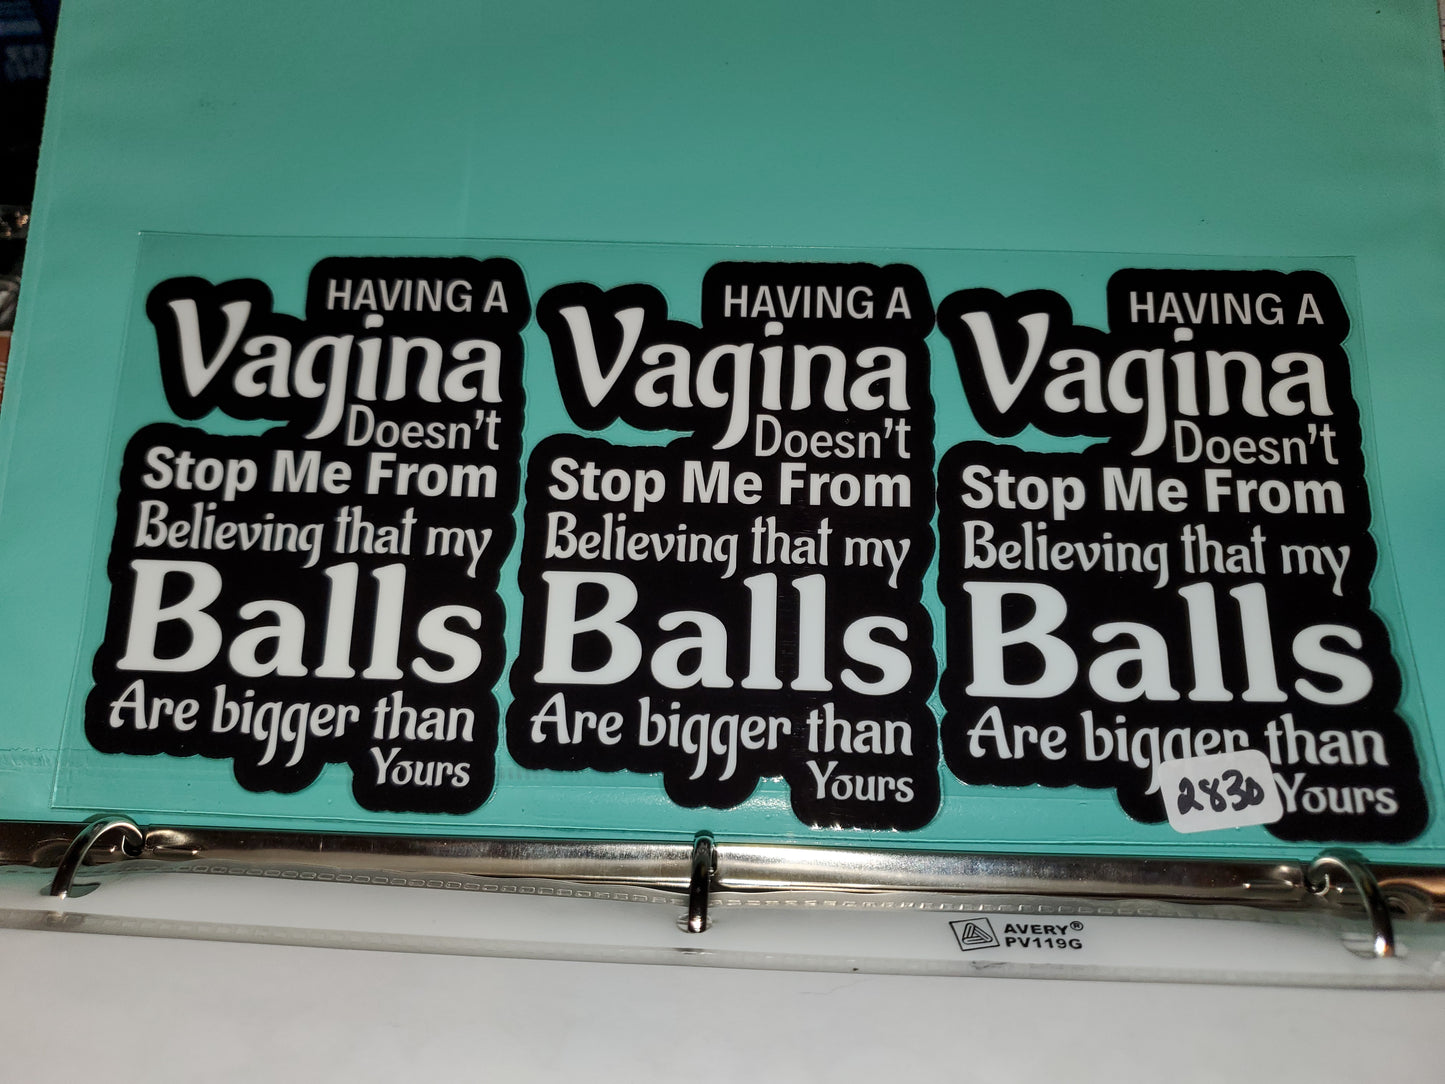 HAVING A
Vagina
Doesn't
Stop Me From
Believing that my
Balls
Are bigger than
Yours
HAVING A
Vagina
Doesn't
Stop Me From
Believing that my
Balls
Are bigger than
Yours
HAVING A
Vagina
Doesn't
Stop Me From
Believing that my
Balls
Are bigger than
Yours
2830
AVERY®
PV119G